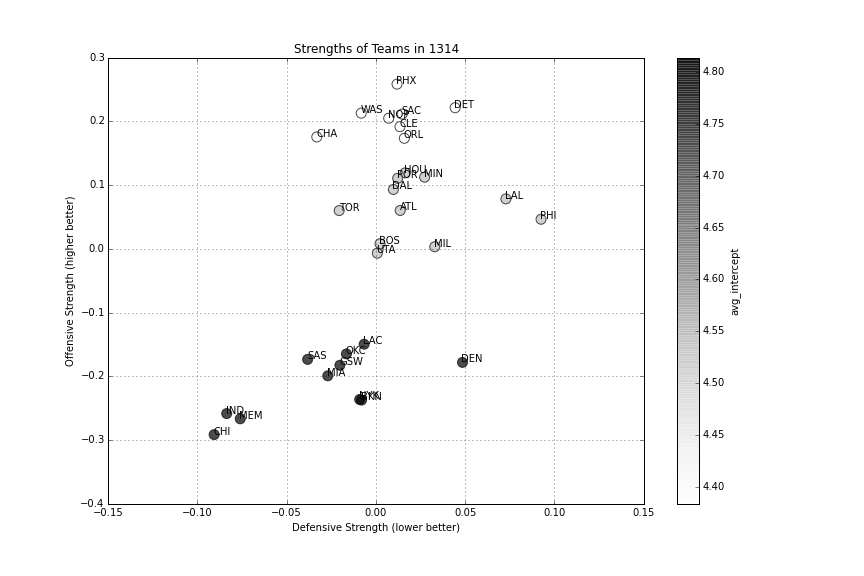 Strengths of Teams in 1314
0.3
0.2
0.1
0.0
−0.1
−0.2
−0.3
−0.4
Offensive Strength (higher better)
PHX
WAS
SAC
NOP
DET
CLE
CHA
ORL
HOU
POR
MIN
DAL
LAL
TOR
ATL
PHI
BOS
UTA
MIL
LAC
OKC
SAS
GSW
DEN
MIA
NYK
BKN
IND
MEM
CHI
−0.15
−0.10
−0.05
0.00
0.05
0.10
0.15
Defensive Strength (lower better)
4.80
4.75
4.70
4.65
4.60
4.55
4.50
4.45
4.40
avg_intercept